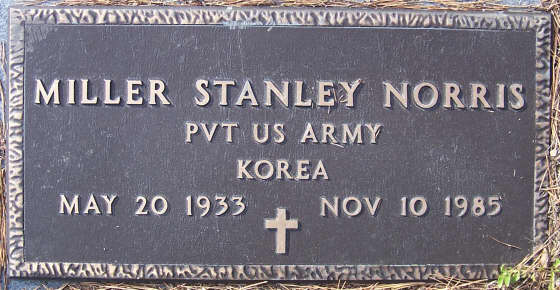 MILLER STANLEY NORRIS
PVT US ARMY
KOREA
MAY 20 1933 NOV 10 1985